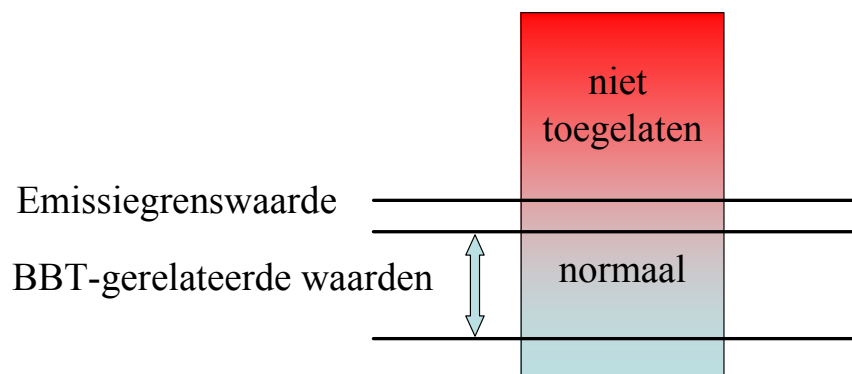 niet
toegelaten
Emissiegrenswaarde
BBT-gerelateerde waarden
normaal